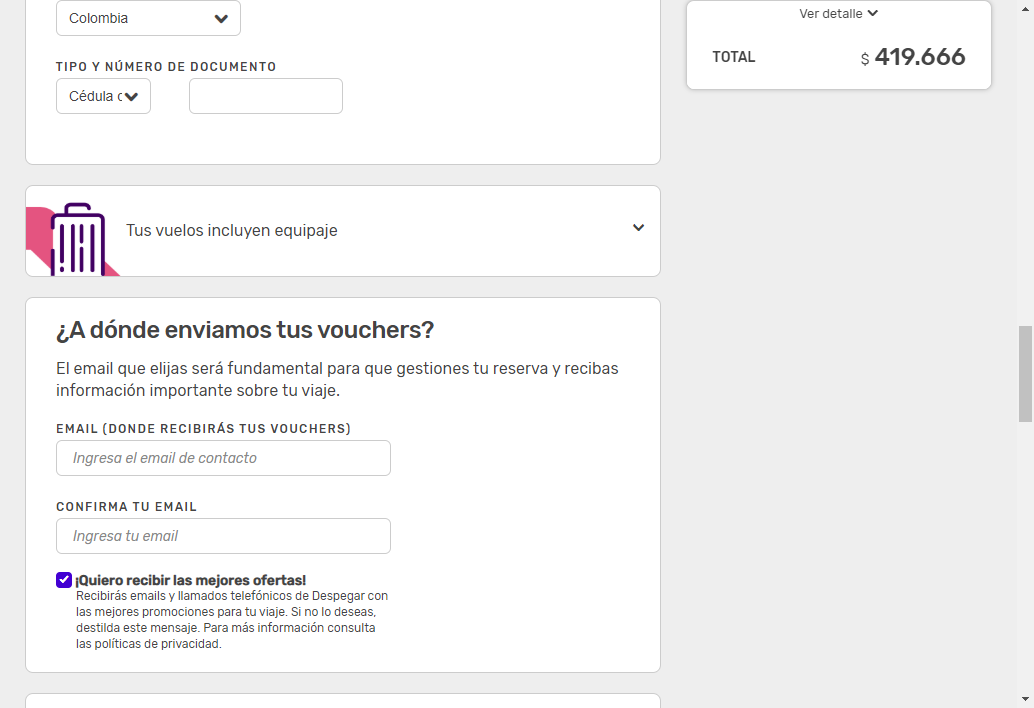 Colombia
Ver detalle
TOTAL $ 419.666
TIPO Y NÚMERO DE DOCUMENTO
Cédula c
Tus vuelos incluyen equipaje
¿A dónde enviamos tus vouchers?
El email que elijas será fundamental para que gestiones tu reserva y recibas
información importante sobre tu viaje.
EMAIL (DONDE RECIBIRÁS TUS VOUCHERS)
Ingresa el email de contacto
CONFIRMA TU EMAIL
Ingresa tu email
¡Quiero recibir las mejores ofertas!
Recibirás emails y llamados telefónicos de Despegar con
las mejores promociones para tu viaje. Si no lo deseas,
destilda este mensaje. Para más información consulta
las políticas de privacidad.